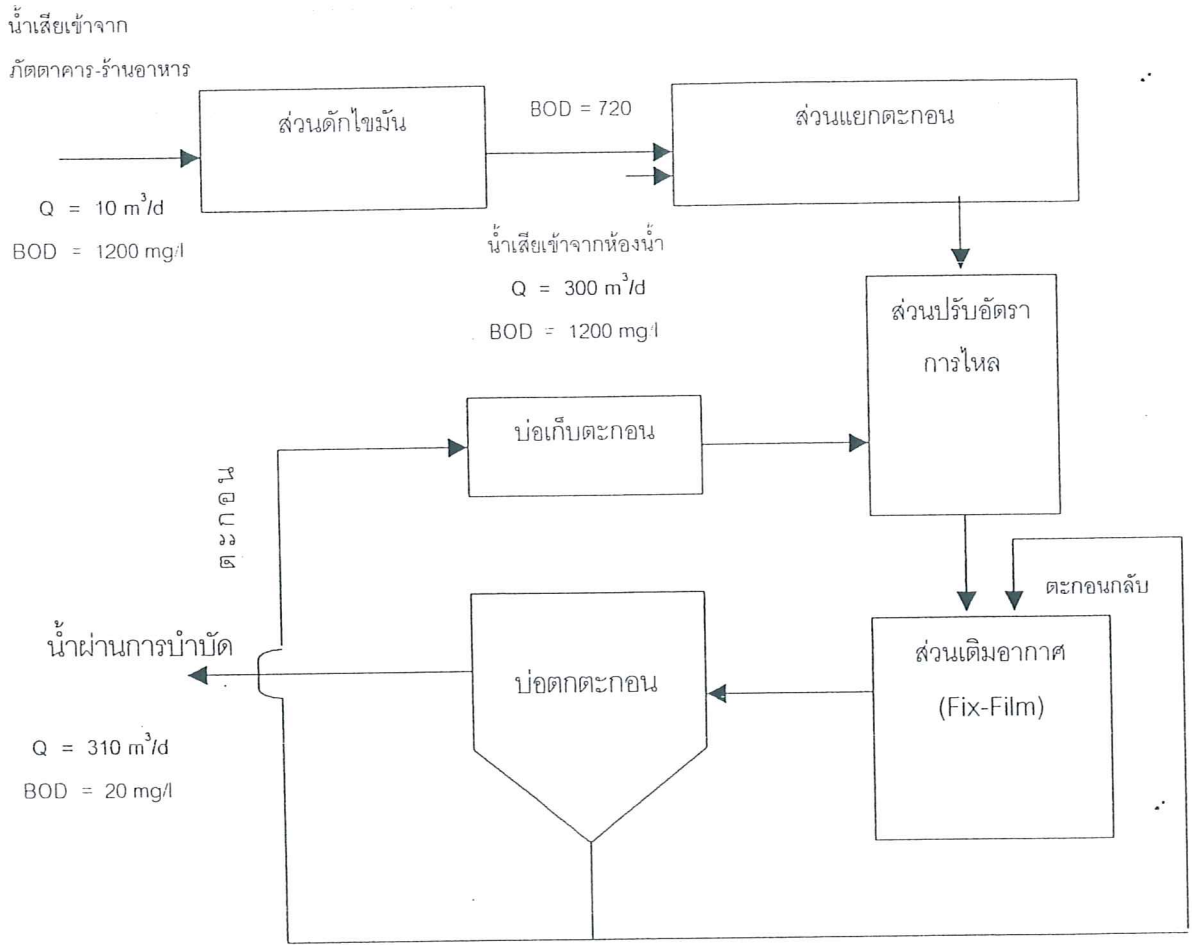 น้ำเสียเข้าจาก
ภัตตาคาร-ร้านอาหาร
ส่วนดักไขมัน
BOD = 720
ส่วนแยกตะกอน
Q = 10 m³/d
BOD = 1200 mg/l
น้ำเสียเข้าจากห้องน้ำ
Q = 300 m³/d
BOD = 1200 mg/l
ส่วนปรับอัตรา
การไหล
บ่อเก็บตะกอน
ตะกอน
ตะกอนกลับ
น้ำผ่านการบำบัด
บ่อตกตะกอน
ส่วนเติมอากาศ
(Fix-Film)
Q = 310 m³/d
BOD = 20 mg/l